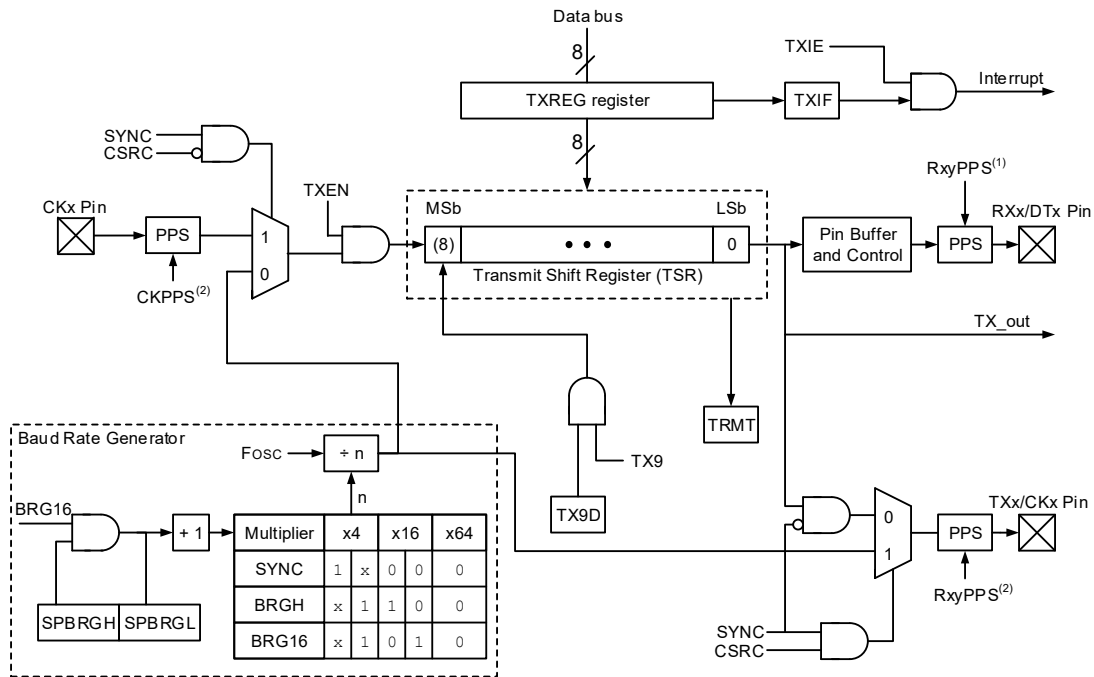 Data bus
8
TXIE
TXREG register
TXIF
Interrupt
SYNC
CSRC
8
RxyPPS(1)
TXEN
CKx Pin
MSb
LSb
RXx/DTx Pin
PPS
1
(8)
• • •
0
Pin Buffer
and Control
PPS
0
Transmit Shift Register (TSR)
CKPPS(2)
TX_out
TRMT
Baud Rate Generator
FOSC
÷ n
TX9
n
TX9D
TXx/CKx Pin
BRG16
+ 1
Multiplier x4 x16 x64
0
PPS
SYNC 1 x 0 0 0
1
BRGH x 1 1 0 0
RxyPPS(2)
SPBRGH SPBRGL
BRG16 x 1 0 1 0
SYNC
CSRC